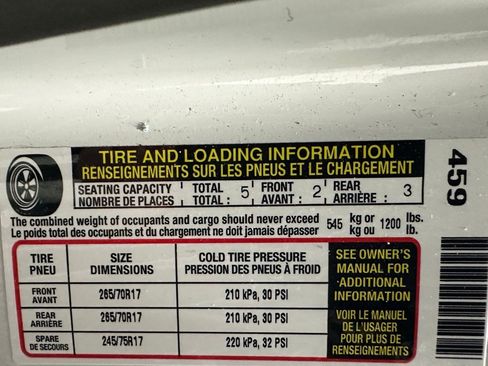 TIRE AND LOADING INFORMATION
RENSEIGNEMENTS SUR LES PNEUS ET LE CHARGEMENT
SEATING CAPACITY TOTAL : 5 FRONT : 2 REAR : 3
NOMBRE DE PLACES TOTAL : AVANT : ARRIÈRE :
The combined weight of occupants and cargo should never exceed 545 kg or 1200 lbs.
Le poids total des occupants et du chargement ne doit jamais dépasser kg ou lb.
TIRE SIZE COLD TIRE PRESSURE
PNEU DIMENSIONS PRESSION DES PNEUS À FROID
FRONT
AVANT 265/70R17 210 kPa, 30 PSI
REAR
ARRIÈRE 265/70R17 210 kPa, 30 PSI
SPARE
DE SECOURS 245/75R17 220 kPa, 32 PSI
SEE OWNER'S
MANUAL FOR
ADDITIONAL
INFORMATION
VOIR LE MANUEL
DE L'USAGER
POUR PLUS DE
RENSEIGNEMENTS
459